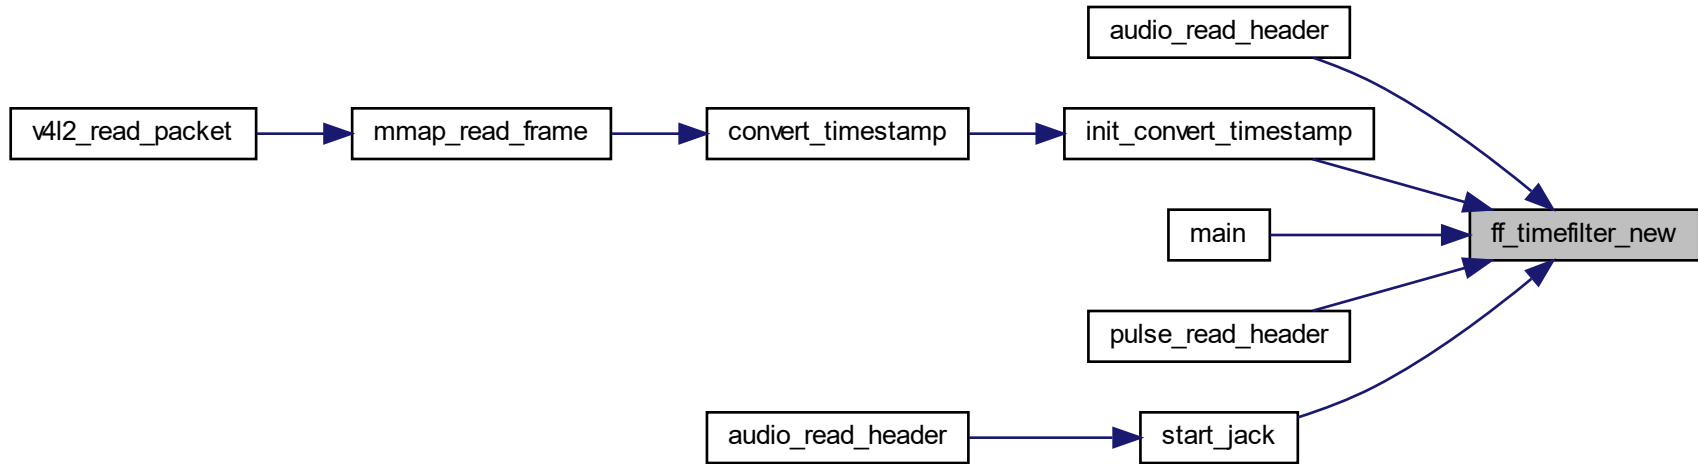 audio_read_header
v4l2_read_packet
mmap_read_frame
convert_timestamp
init_convert_timestamp
main
ff_timefilter_new
pulse_read_header
audio_read_header
start_jack